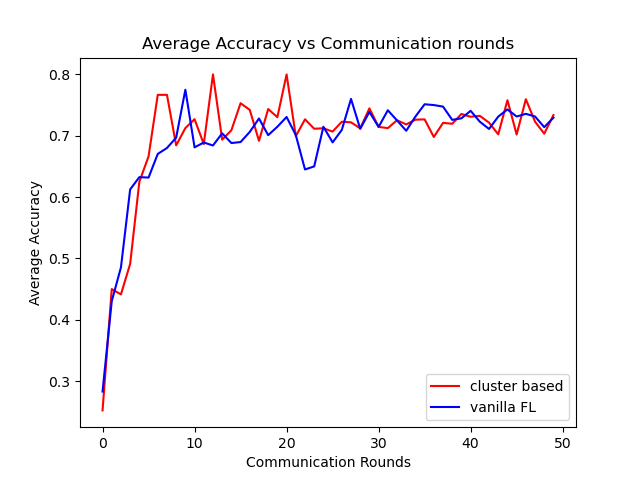 Average Accuracy vs Communication rounds
Average Accuracy
0.8
0.7
0.6
0.5
0.4
0.3
0 10 20 30 40 50
Communication Rounds
cluster based
vanilla FL